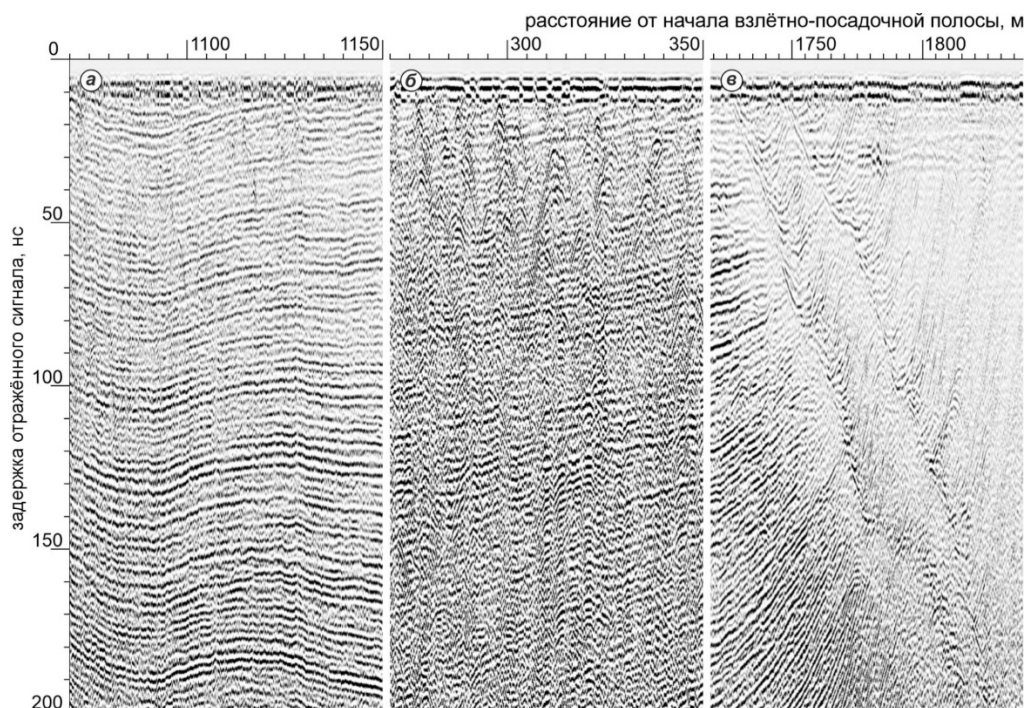 расстояние от начала взлётно-посадочной полосы, м
0 1100 1150 300 350 1750 1800
а б в
50
100
150
200
задержка отражённого сигнала, нс